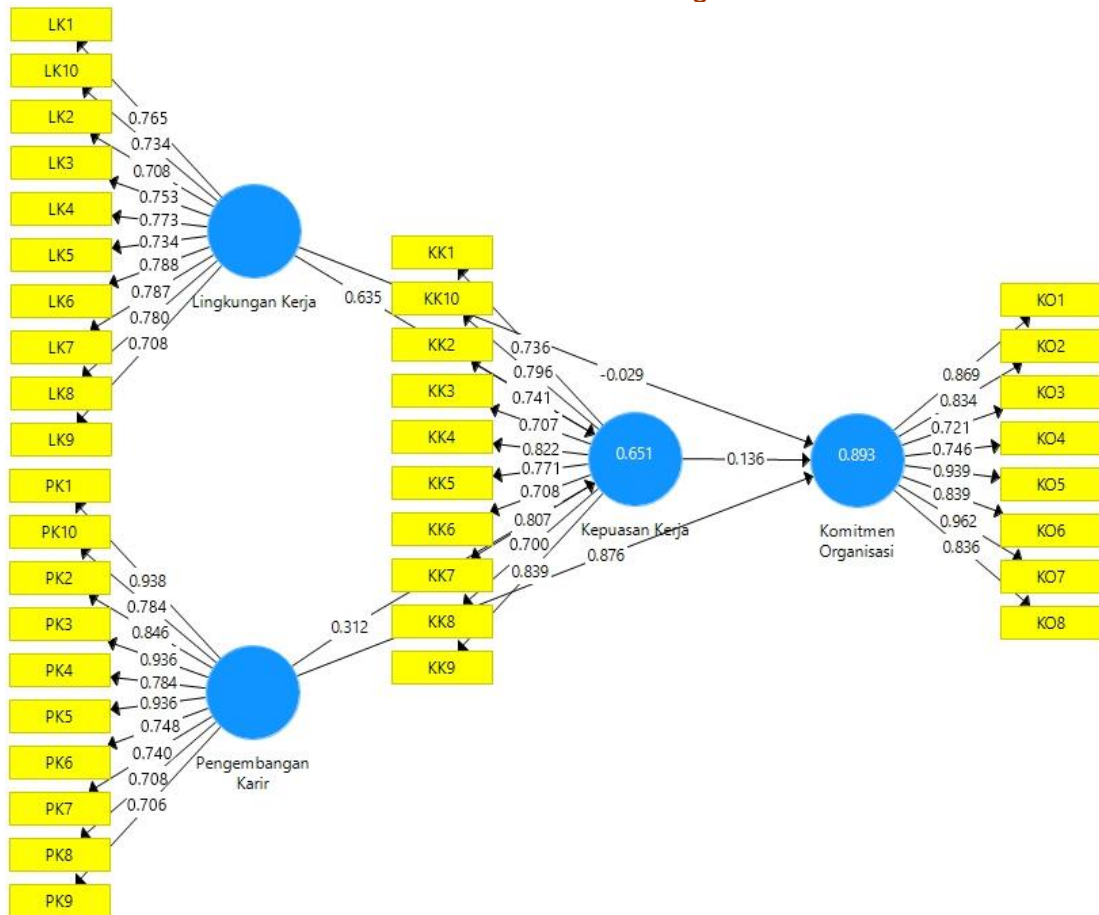 LK1
LK10
LK2
LK3
LK4
LK5
LK6
LK7
LK8
LK9
0.765
0.734
0.708
0.753
0.773
0.734
0.788
0.787
0.780
0.708
Lingkungan Kerja
PK1
PK10
PK2
PK3
PK4
PK5
PK6
PK7
PK8
PK9
0.938
0.784
0.846
0.936
0.784
0.936
0.748
0.740
0.708
0.706
Pengembangan
Karir
0.635
0.312
KK1
KK10
KK2
KK3
KK4
KK5
KK6
KK7
KK8
KK9
0.736
0.796
0.741
0.707
0.822
0.771
0.708
0.807
0.700
0.839
0.651
Kepuasan Kerja
-0.029
0.136
0.876
0.893
Komitmen
Organisasi
0.869
0.834
0.721
0.746
0.939
0.839
0.962
0.836
KO1
KO2
KO3
KO4
KO5
KO6
KO7
KO8